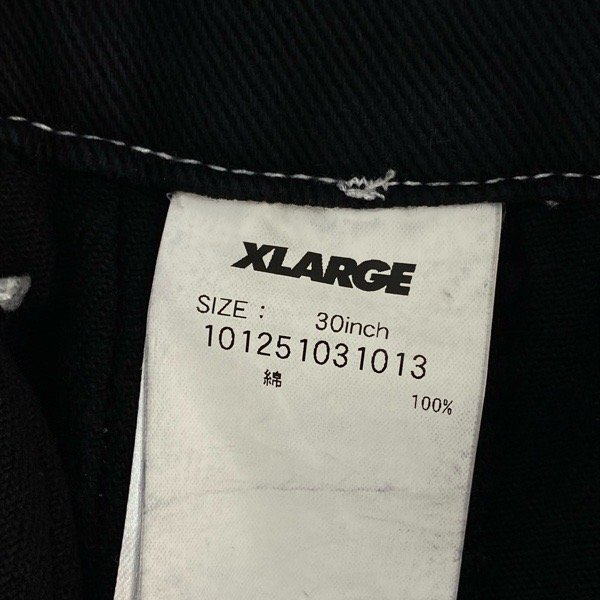 XLARGE
SIZE : 30inch
101251031013
綿 100%